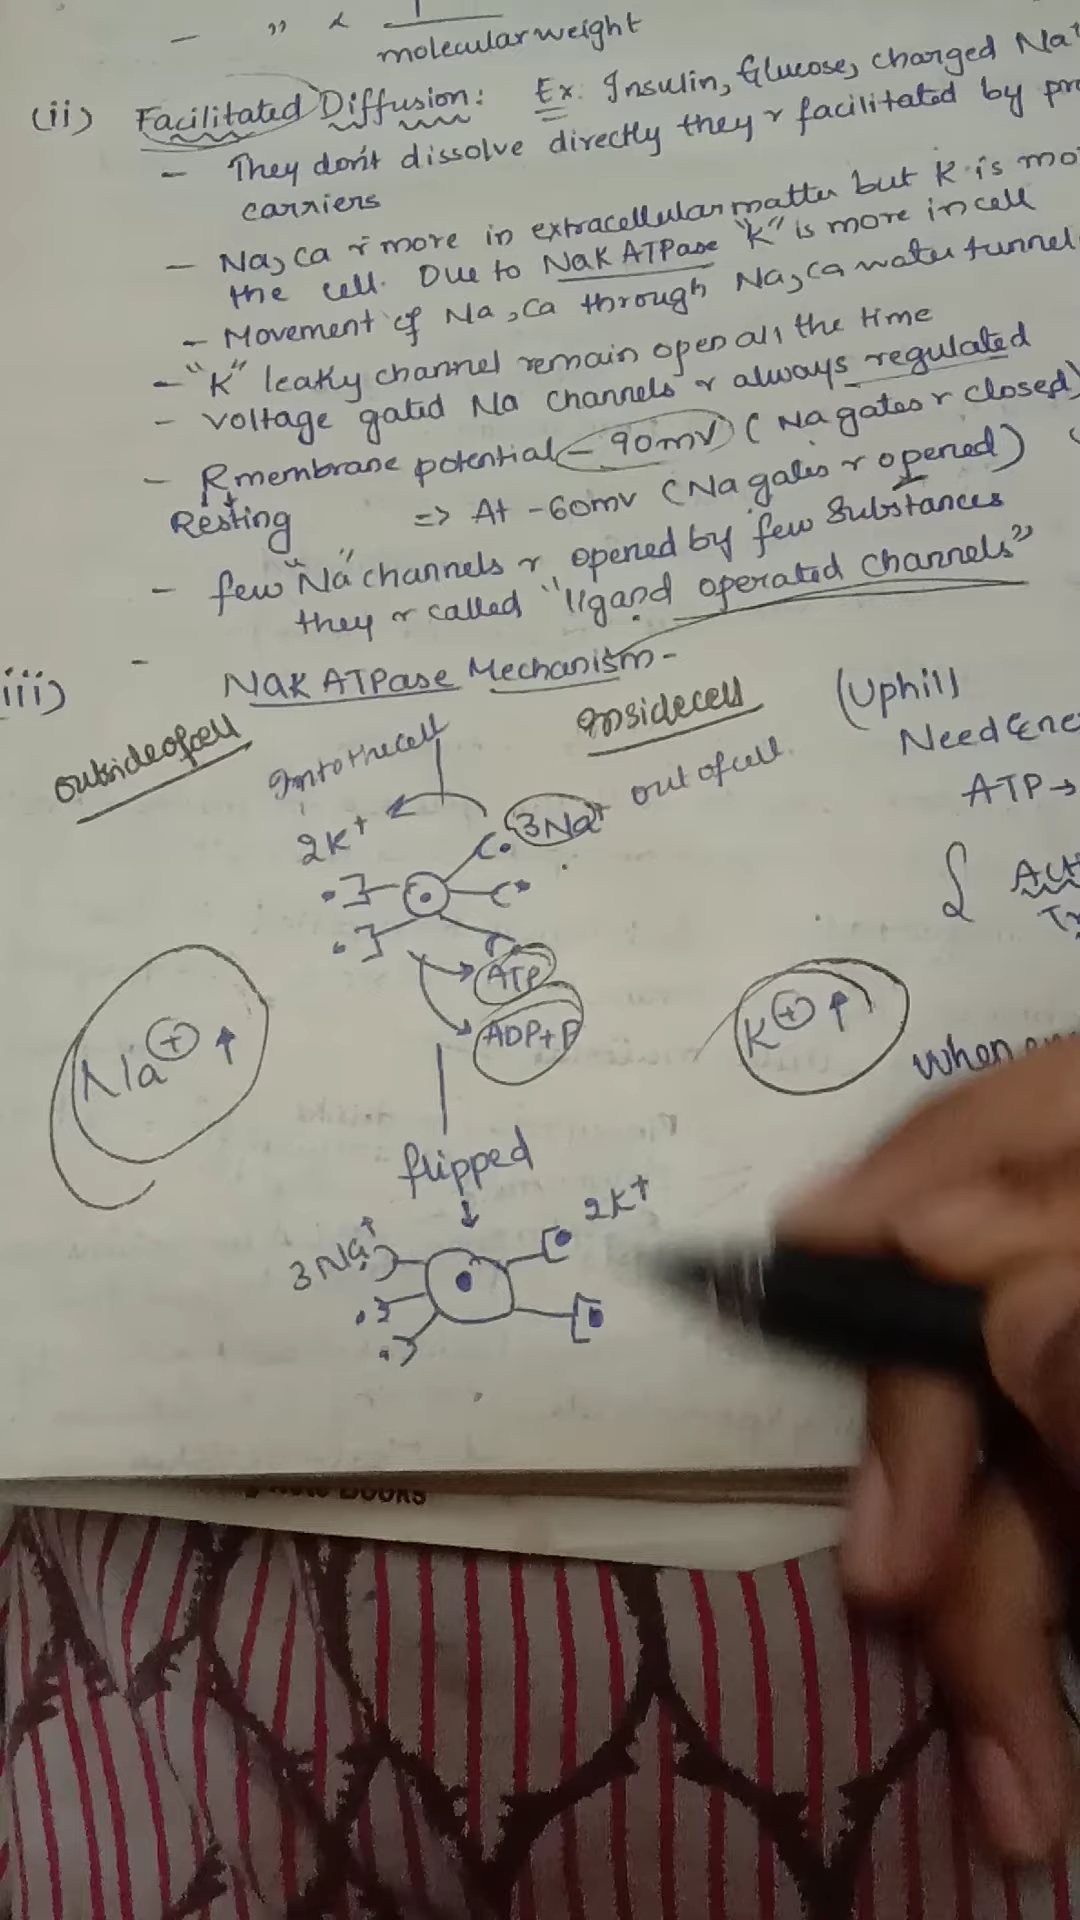 - " ∝ 1
molecular weight
(ii) Facilitated Diffusion: Ex: Insulin, Glucose, charged Na+
- They don't dissolve directly they r facilitated by
carriers
- Na, Ca r more in extracellular matter but K is
the cell. Due to NaK ATPase "K" is more in cell
- Movement of Na, Ca through Na, Ca water tunnel
- "K" leaky channel remain open all the time
- voltage gated Na channels r always regulated
- Rmembrane potential - 90mV (Na gates r closed)
Resting => At -60mv (Na gates r opened)
- few "Na" channels r opened by few Substances
they r called "ligand operated channels"
-
iii) NaK ATPase Mechanism-
outside of cell
Into the cell
Inside cell
(Uphill
Need
ATP →
2K+
3Na+ out of cell
ATP
ADP+P
Na+ ↑
K+ ↑
When
flipped
↓
3Na+
2K+
BOOKS